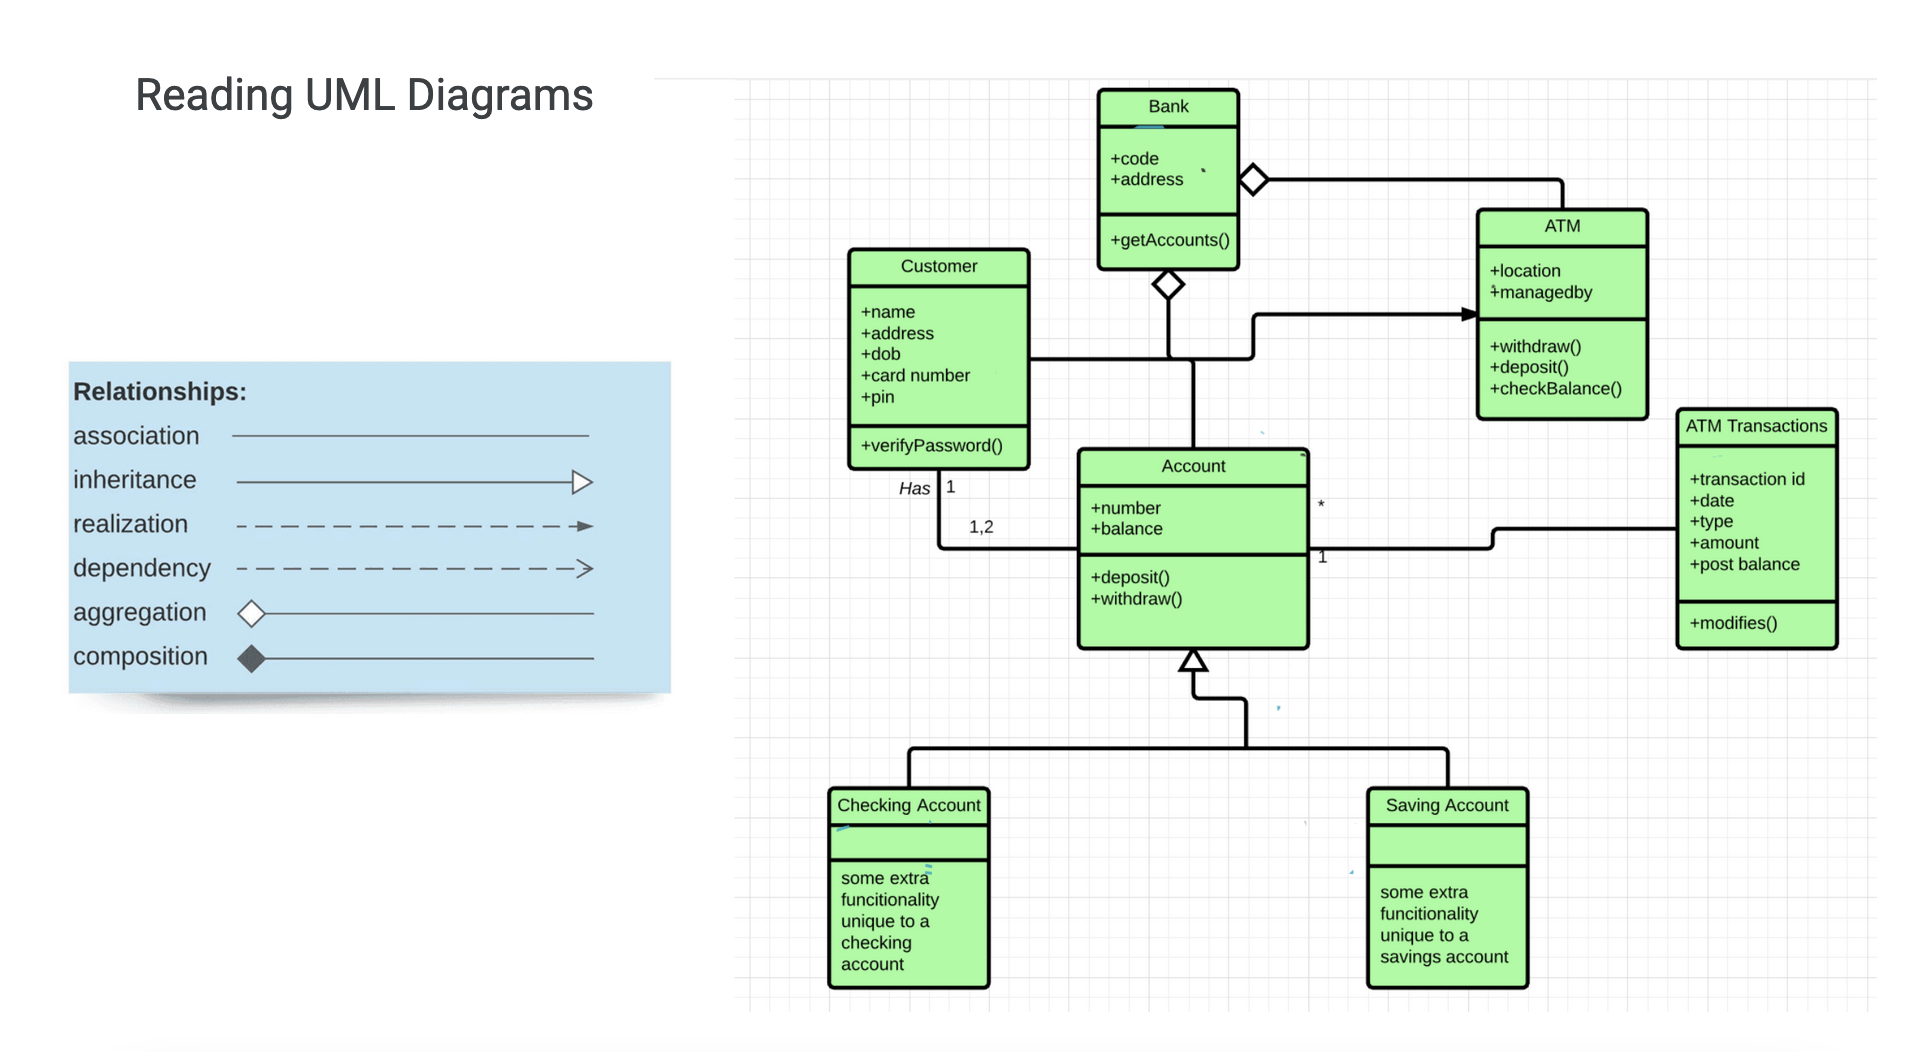 Reading UML Diagrams
Relationships:
association
inheritance
realization
dependency
aggregation
composition
Bank
+code
+address
+getAccounts()
ATM
+location
+managedby
+withdraw()
+deposit()
+checkBalance()
Customer
+name
+address
+dob
+card number
+pin
+verifyPassword()
Has 1
1,2
Account
+number
+balance
+deposit()
+withdraw()
*
1
ATM Transactions
+transaction id
+date
+type
+amount
+post balance
+modifies()
Checking Account
some extra
funcitionality
unique to a
checking
account
Saving Account
some extra
funcitionality
unique to a
savings account